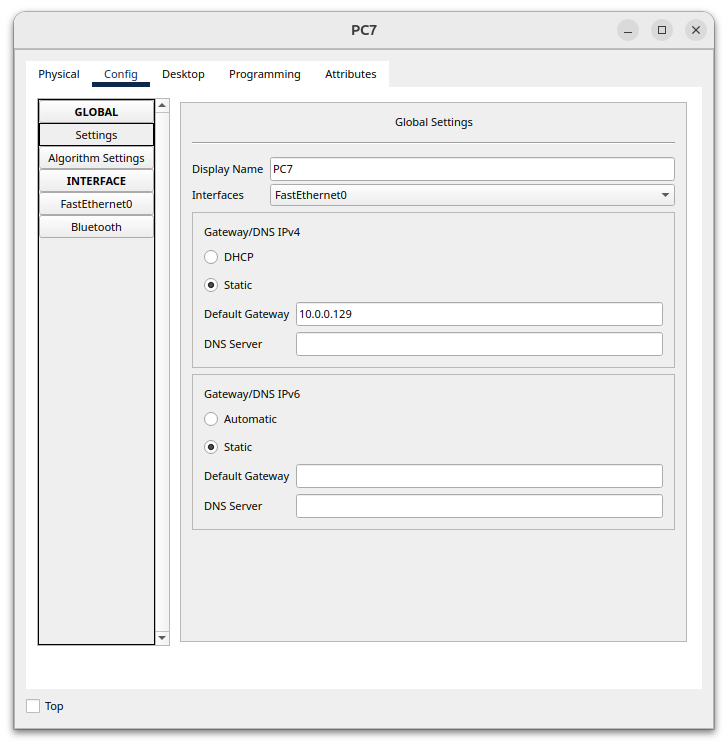 PC7
Physical Config Desktop Programming Attributes
GLOBAL
Settings
Algorithm Settings
INTERFACE
FastEthernet0
Bluetooth
Global Settings
Display Name PC7
Interfaces FastEthernet0
Gateway/DNS IPv4
DHCP
Static
Default Gateway 10.0.0.129
DNS Server
Gateway/DNS IPv6
Automatic
Static
Default Gateway
DNS Server
Top